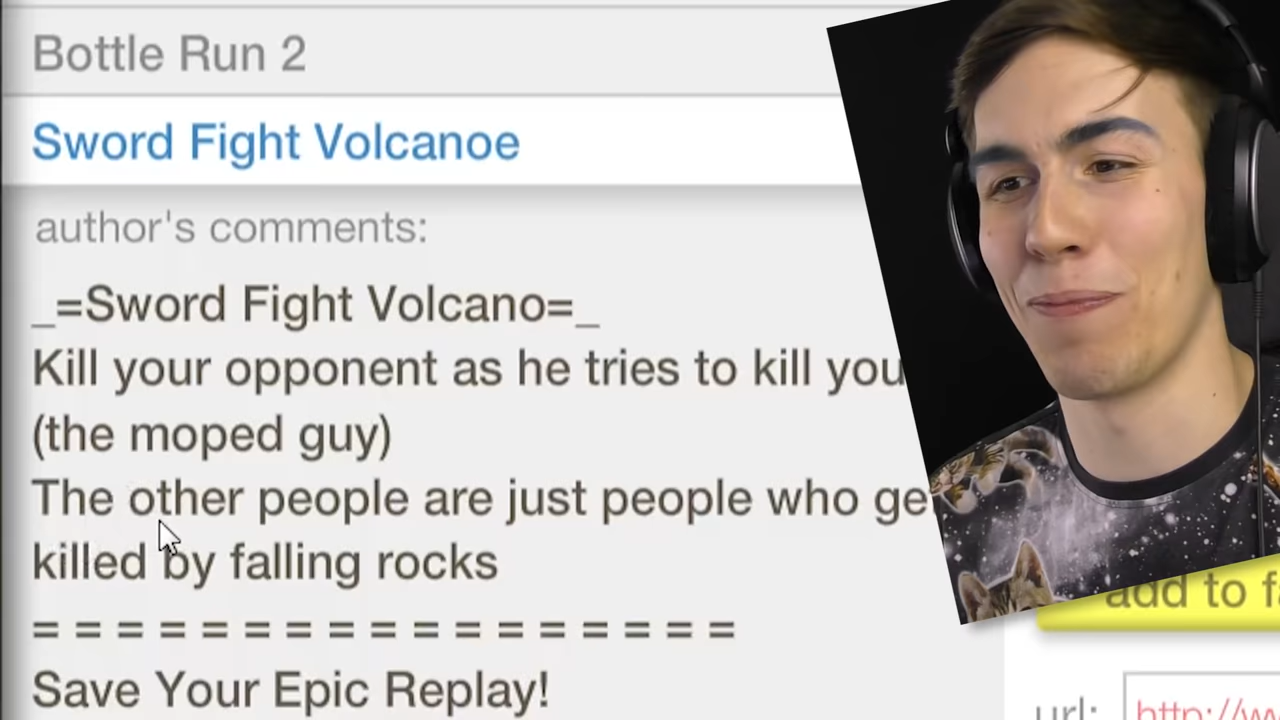 Bottle Run 2
Sword Fight Volcanoe
author's comments:
_=Sword Fight Volcano=_
Kill your opponent as he tries to kill you
(the moped guy)
The other people are just people who
killed by falling rocks
= = = = = = = = = = = = = = = = =
Save Your Epic Replay!
add to
url: